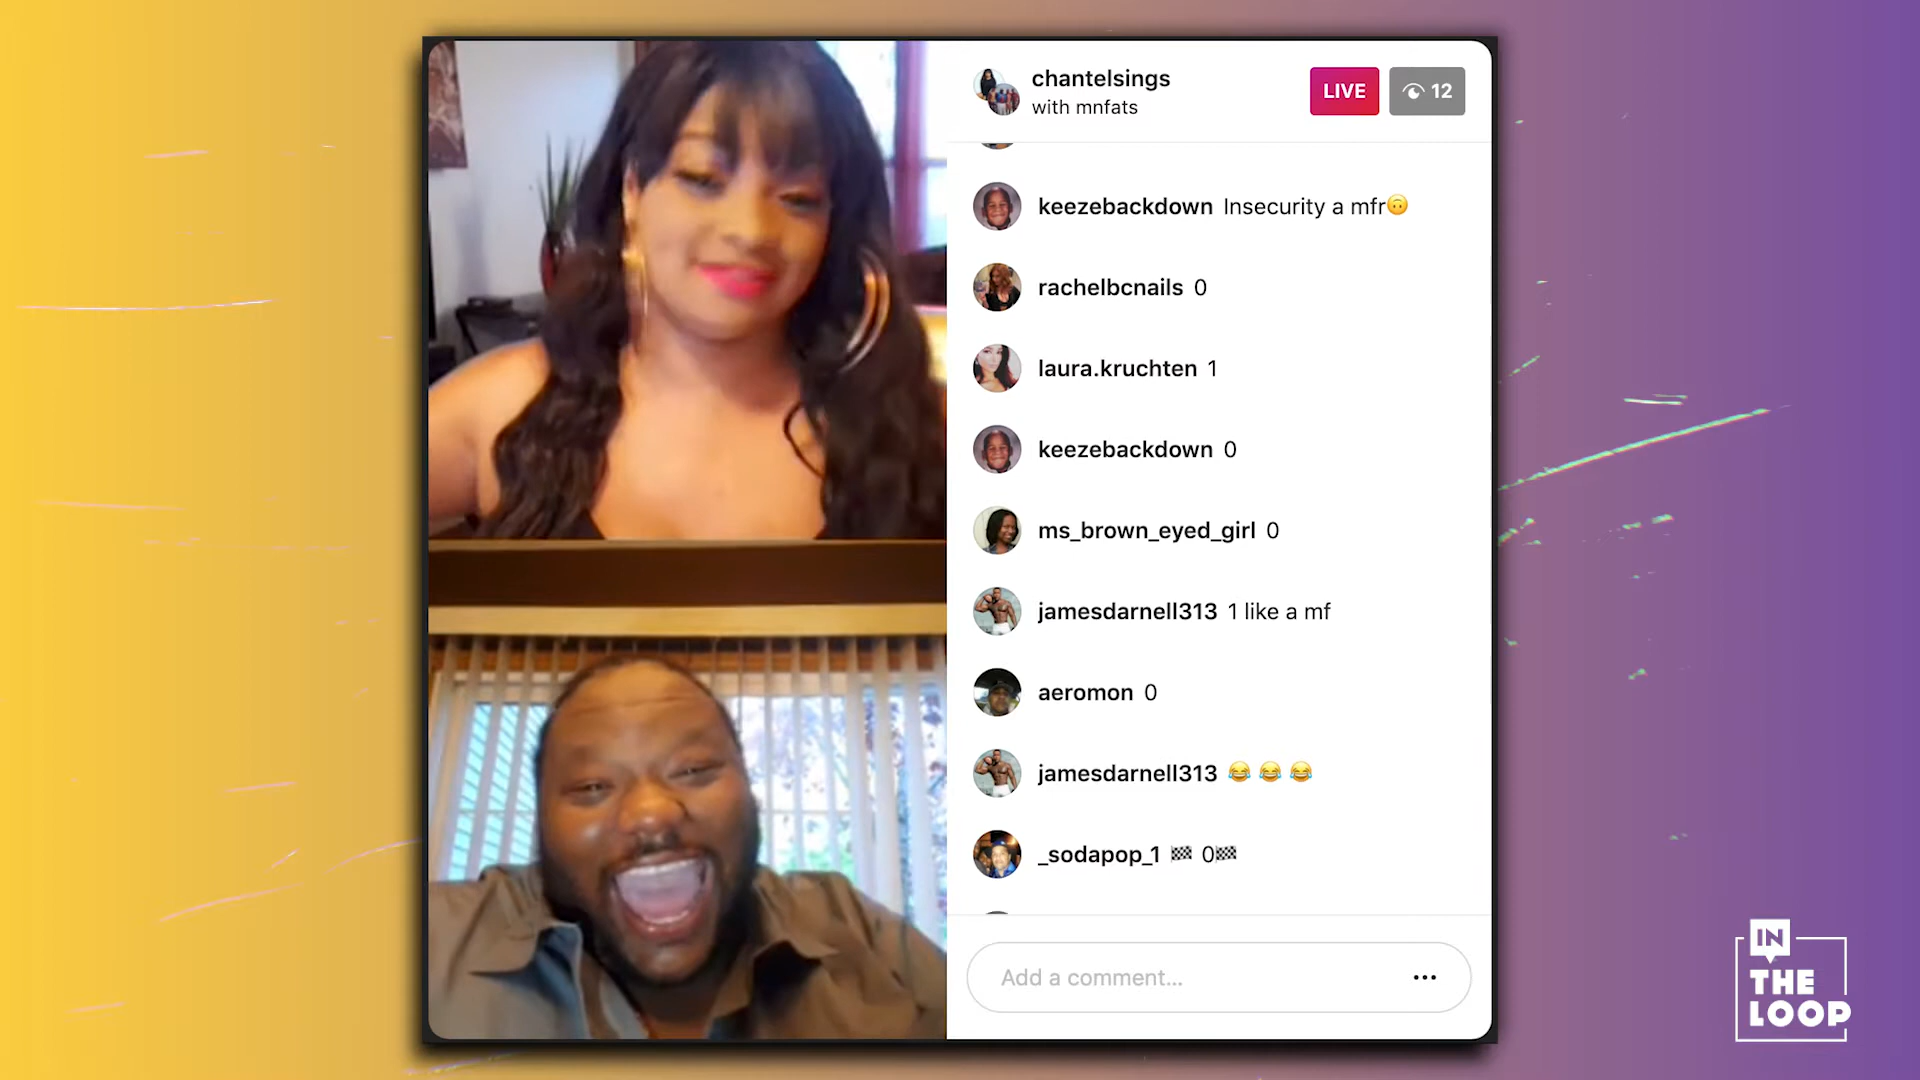 chantelsings
with mnfats
LIVE
12
keezebackdown Insecurity a mfr🙃
rachelbcnails 0
laura.kruchten 1
keezebackdown 0
ms_brown_eyed_girl 0
jamesdarnell313 1 like a mf
aeromon 0
jamesdarnell313 😂 😂 😂
_sodapop_1 🏁 0🏁
Add a comment...
IN
THE
LOOP